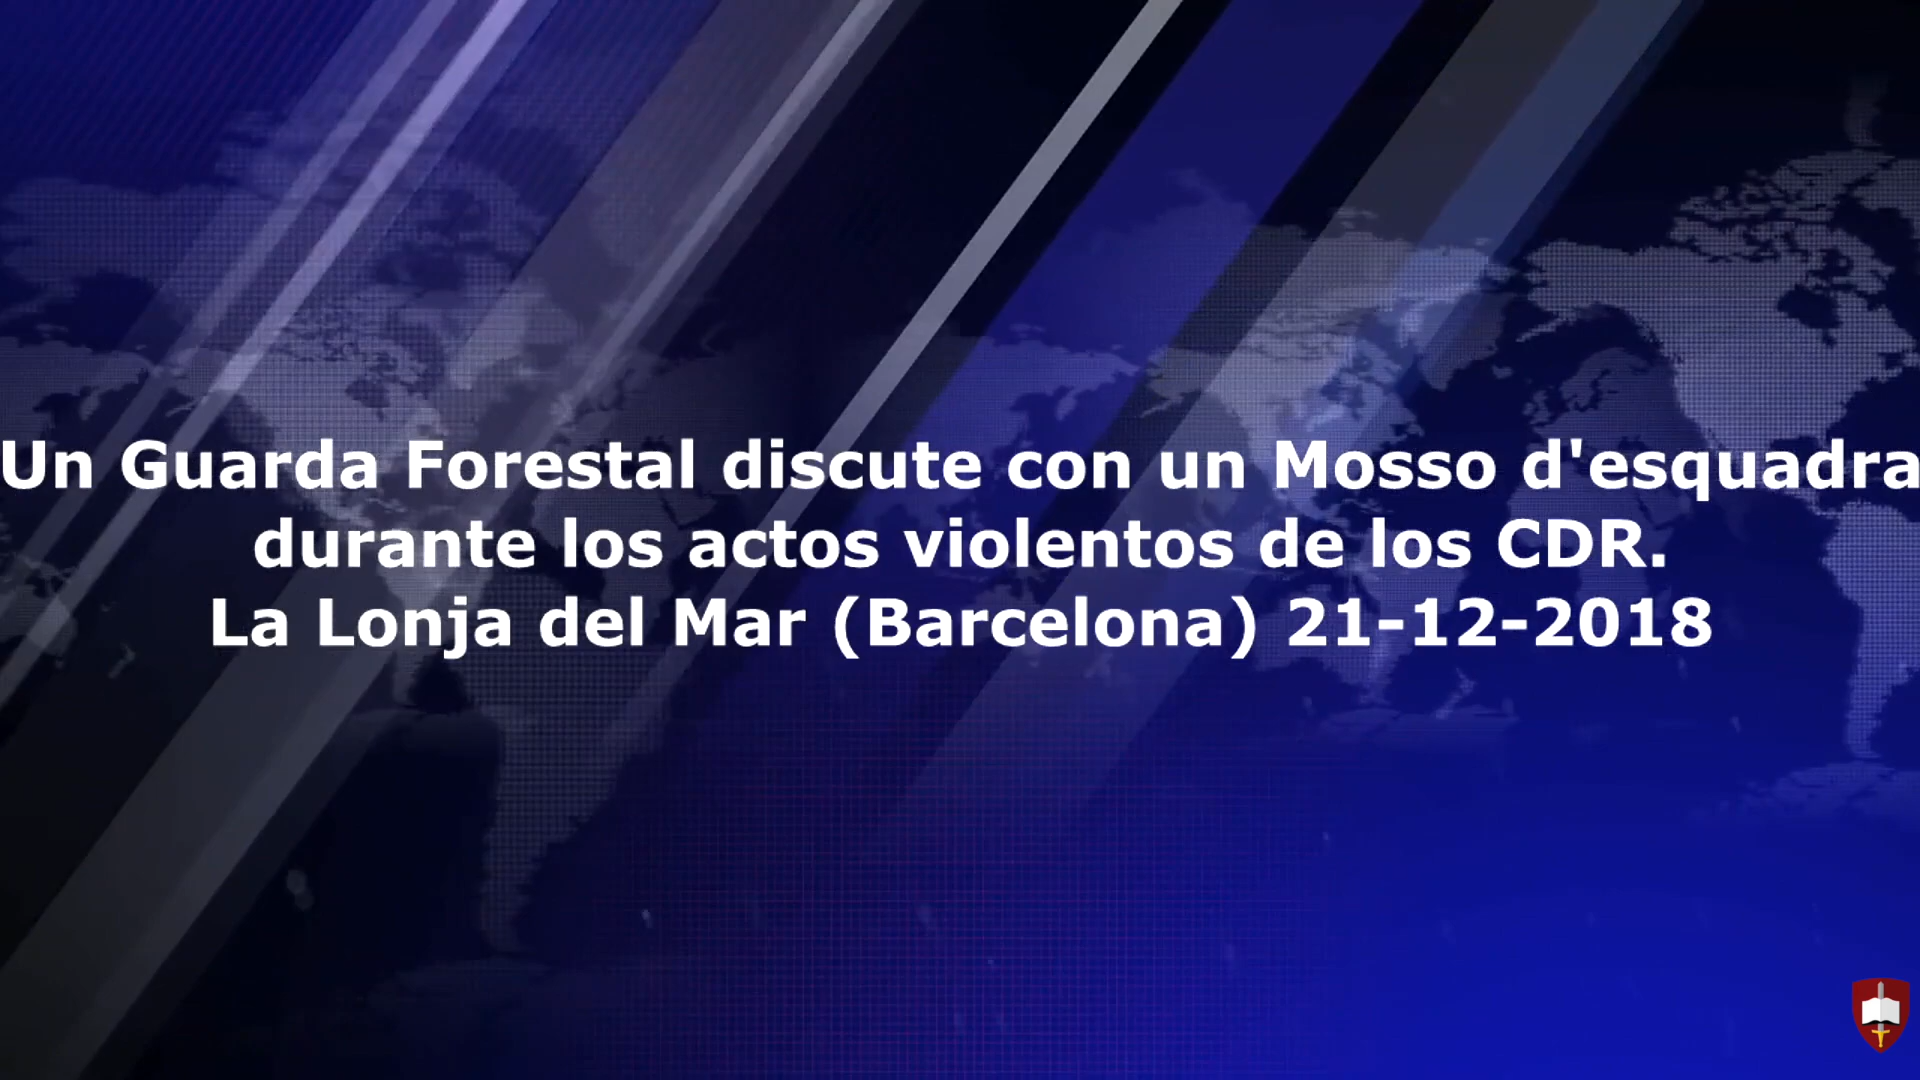 Un Guarda Forestal discute con un Mosso d'esquadra
durante los actos violentos de los CDR.
La Lonja del Mar (Barcelona) 21-12-2018